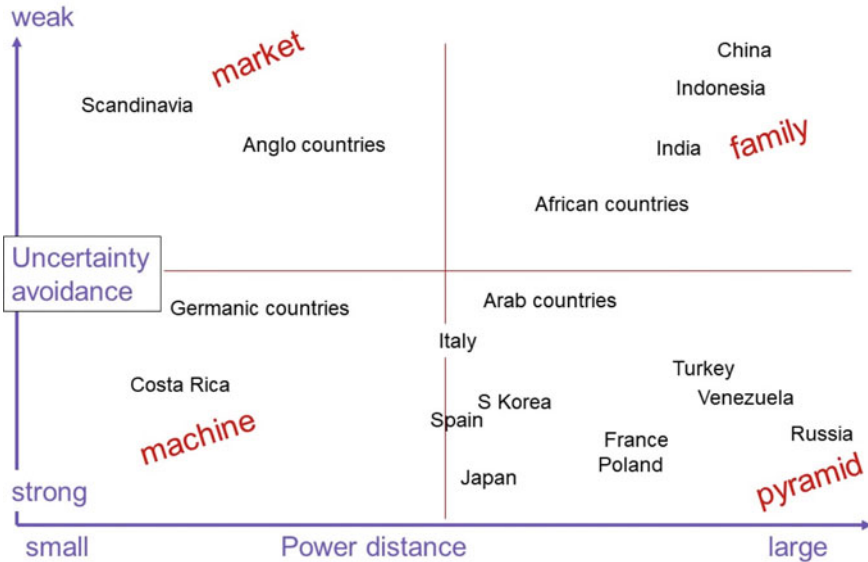 weak
market
China
Indonesia
Scandinavia
Anglo countries
India
family
African countries
Uncertainty
avoidance
Germanic countries
Arab countries
Italy
Turkey
Costa Rica
Venezuela
S Korea
Spain
machine
Russia
France
Poland
Japan
pyramid
strong
small
Power distance
large